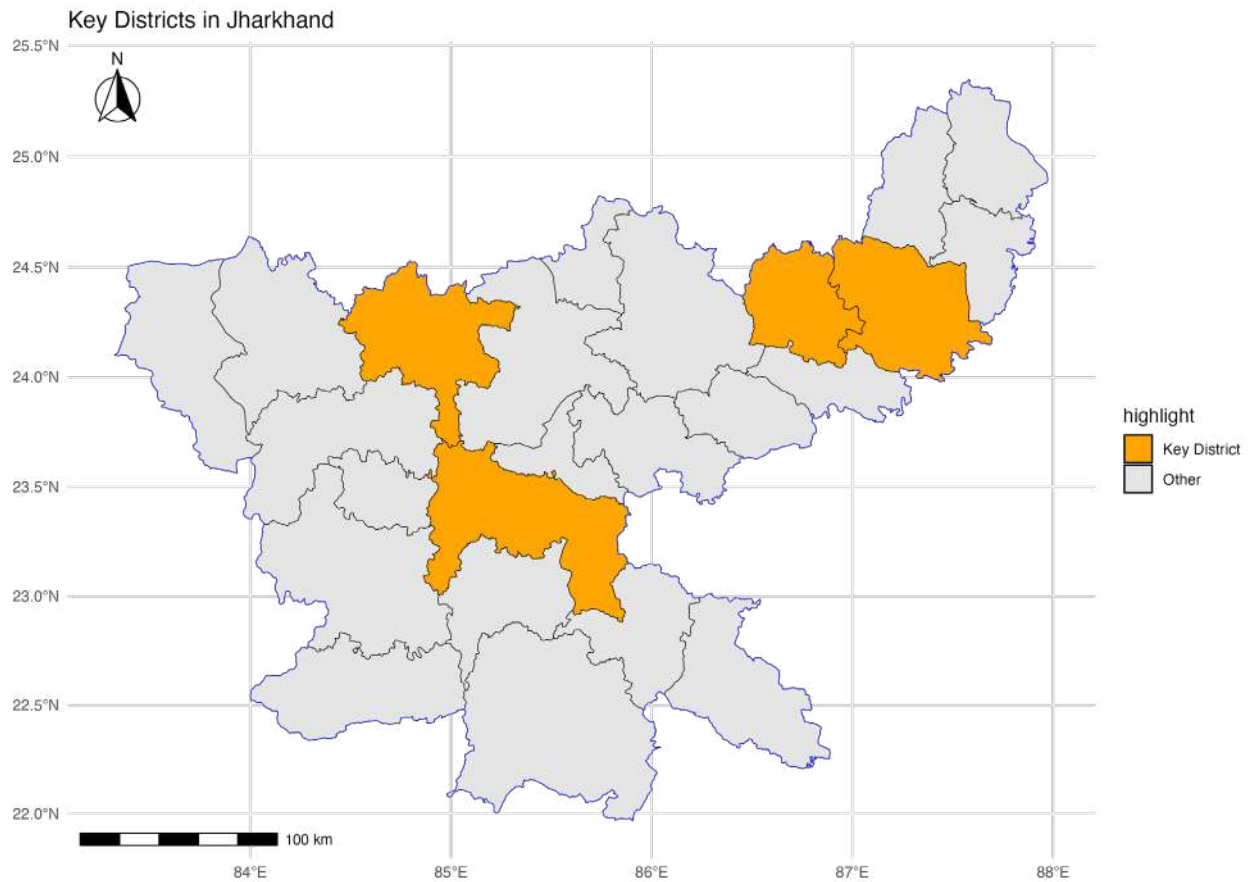 Key Districts in Jharkhand
25.5°N
N
25.0°N
24.5°N
24.0°N
23.5°N
23.0°N
22.5°N
22.0°N
highlight
Key District
Other
100 km
84°E 85°E 86°E 87°E 88°E